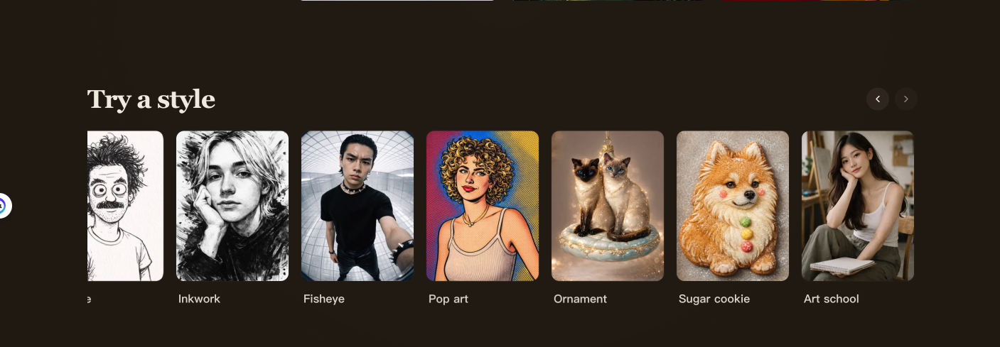 Try a style
e
Inkwork
Fisheye
Pop art
Ornament
Sugar cookie
Art school